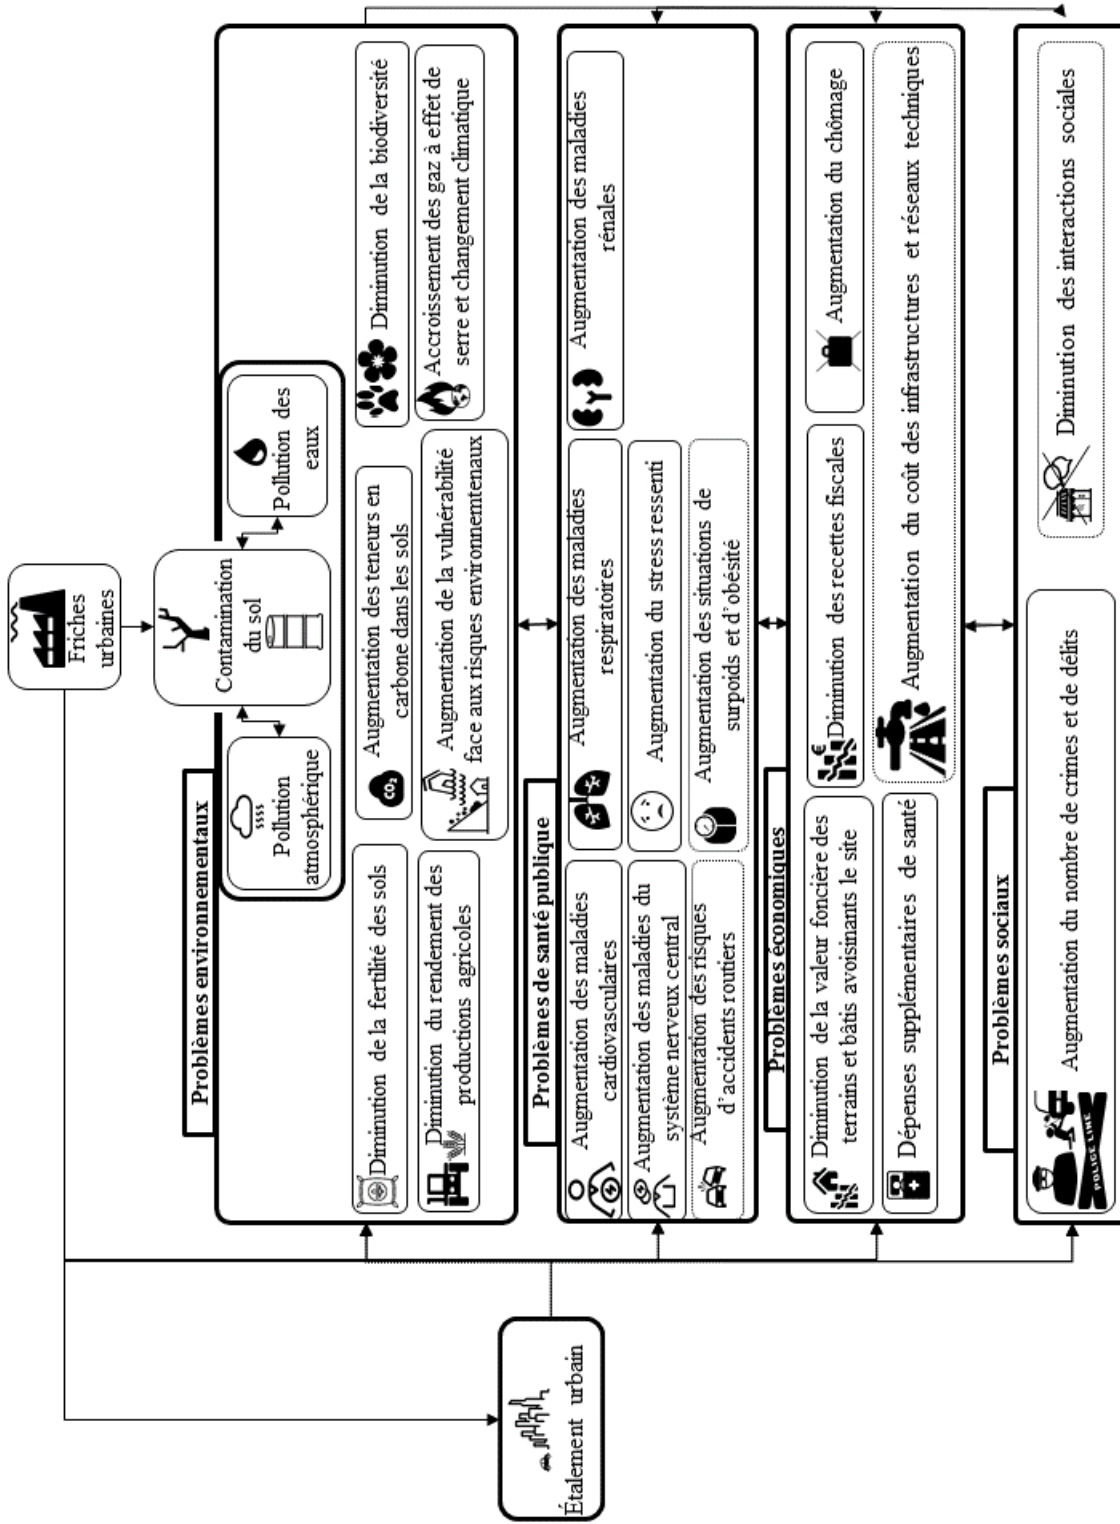 Friches
urbaines
Contamination
du sol
Pollution
atmosphérique
Pollution des
eaux
Étalement urbain
Problèmes environnementaux
Diminution de la fertilité des sols
Augmentation des teneurs en
carbone dans les sols
Diminution de la biodiversité
Diminution du rendement des
productions agricoles
Augmentation de la vulnérabilité
face aux risques environnemtenaux
Accroissement des gaz à effet de
serre et changement climatique
CO2
Problèmes de santé publique
Augmentation des maladies
cardiovasculaires
Augmentation des maladies
respiratoires
Augmentation des maladies
rénales
Augmentation des maladies du
système nerveux central
Augmentation du stress ressenti
Augmentation des risques
d'accidents routiers
Augmentation des situations de
surpoids et d'obésité
Problèmes économiques
Diminution de la valeur foncière des
terrains et bâtis avoisinants le site
€
Diminution des recettes fiscales
Augmentation du chômage
Dépenses supplémentaires de santé
Augmentation du coût des infrastructures et réseaux techniques
Problèmes sociaux
POLICE LINE
Augmentation du nombre de crimes et de délits
Diminution des interactions sociales